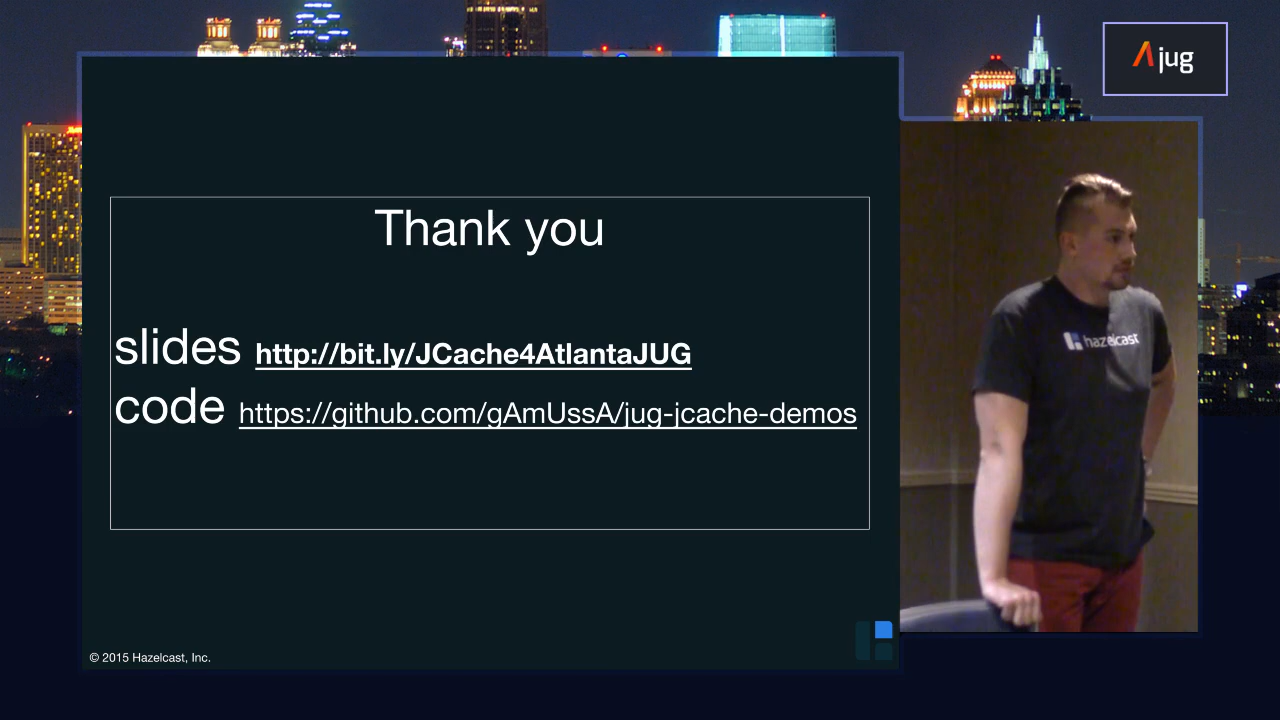 jug
Thank you
slides http://bit.ly/JCache4AtlantaJUG
code https://github.com/gAmUssA/jug-jcache-demos
hazelcast
© 2015 Hazelcast, Inc.